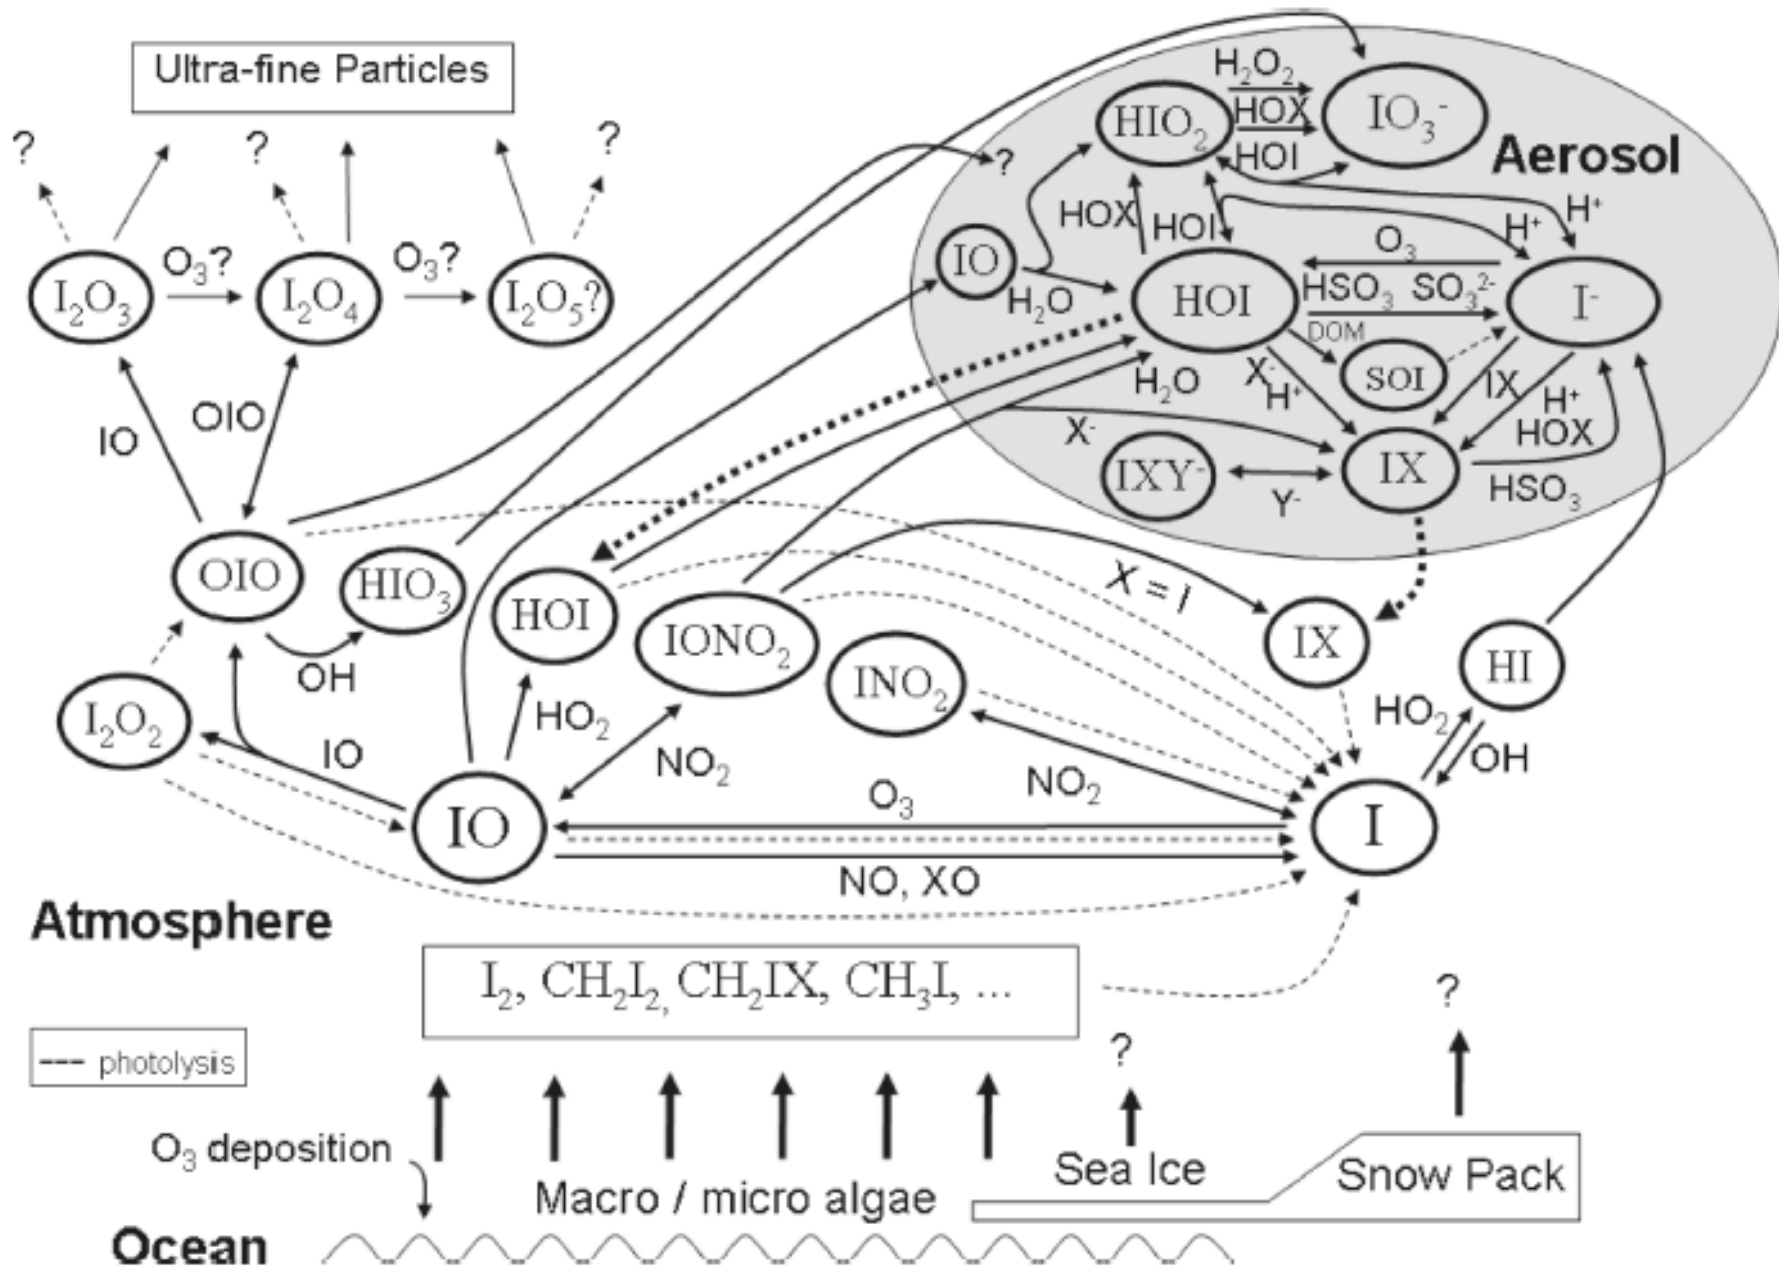 Ultra-fine Particles
?
?
?
I₂O₃
O₃?
I₂O₄
O₃?
I₂O₅?
IO
OIO
OIO
HIO₃
OH
I₂O₂
IO
IO
HOI
HO₂
IONO₂
NO₂
INO₂
NO₂
O₃
NO, XO
X = I
IX
HI
HO₂
OH
I
Aerosol
?
HIO₂
H₂O₂
HOX
HOI
IO₃⁻
IO
H₂O
HOX
HOI
H⁺
H⁺
HOI
O₃
HSO₃
SO₃²⁻
I⁻
DOM
SOI
H₂O
X⁻
H⁺
IX
H⁺
HOX
X⁻
IXY⁻
Y⁻
IX
HSO₃
Atmosphere
I₂, CH₂I₂, CH₂IX, CH₃I, ...
--- photolysis
O₃ deposition
Macro / micro algae
?
Sea Ice
?
Snow Pack
Ocean